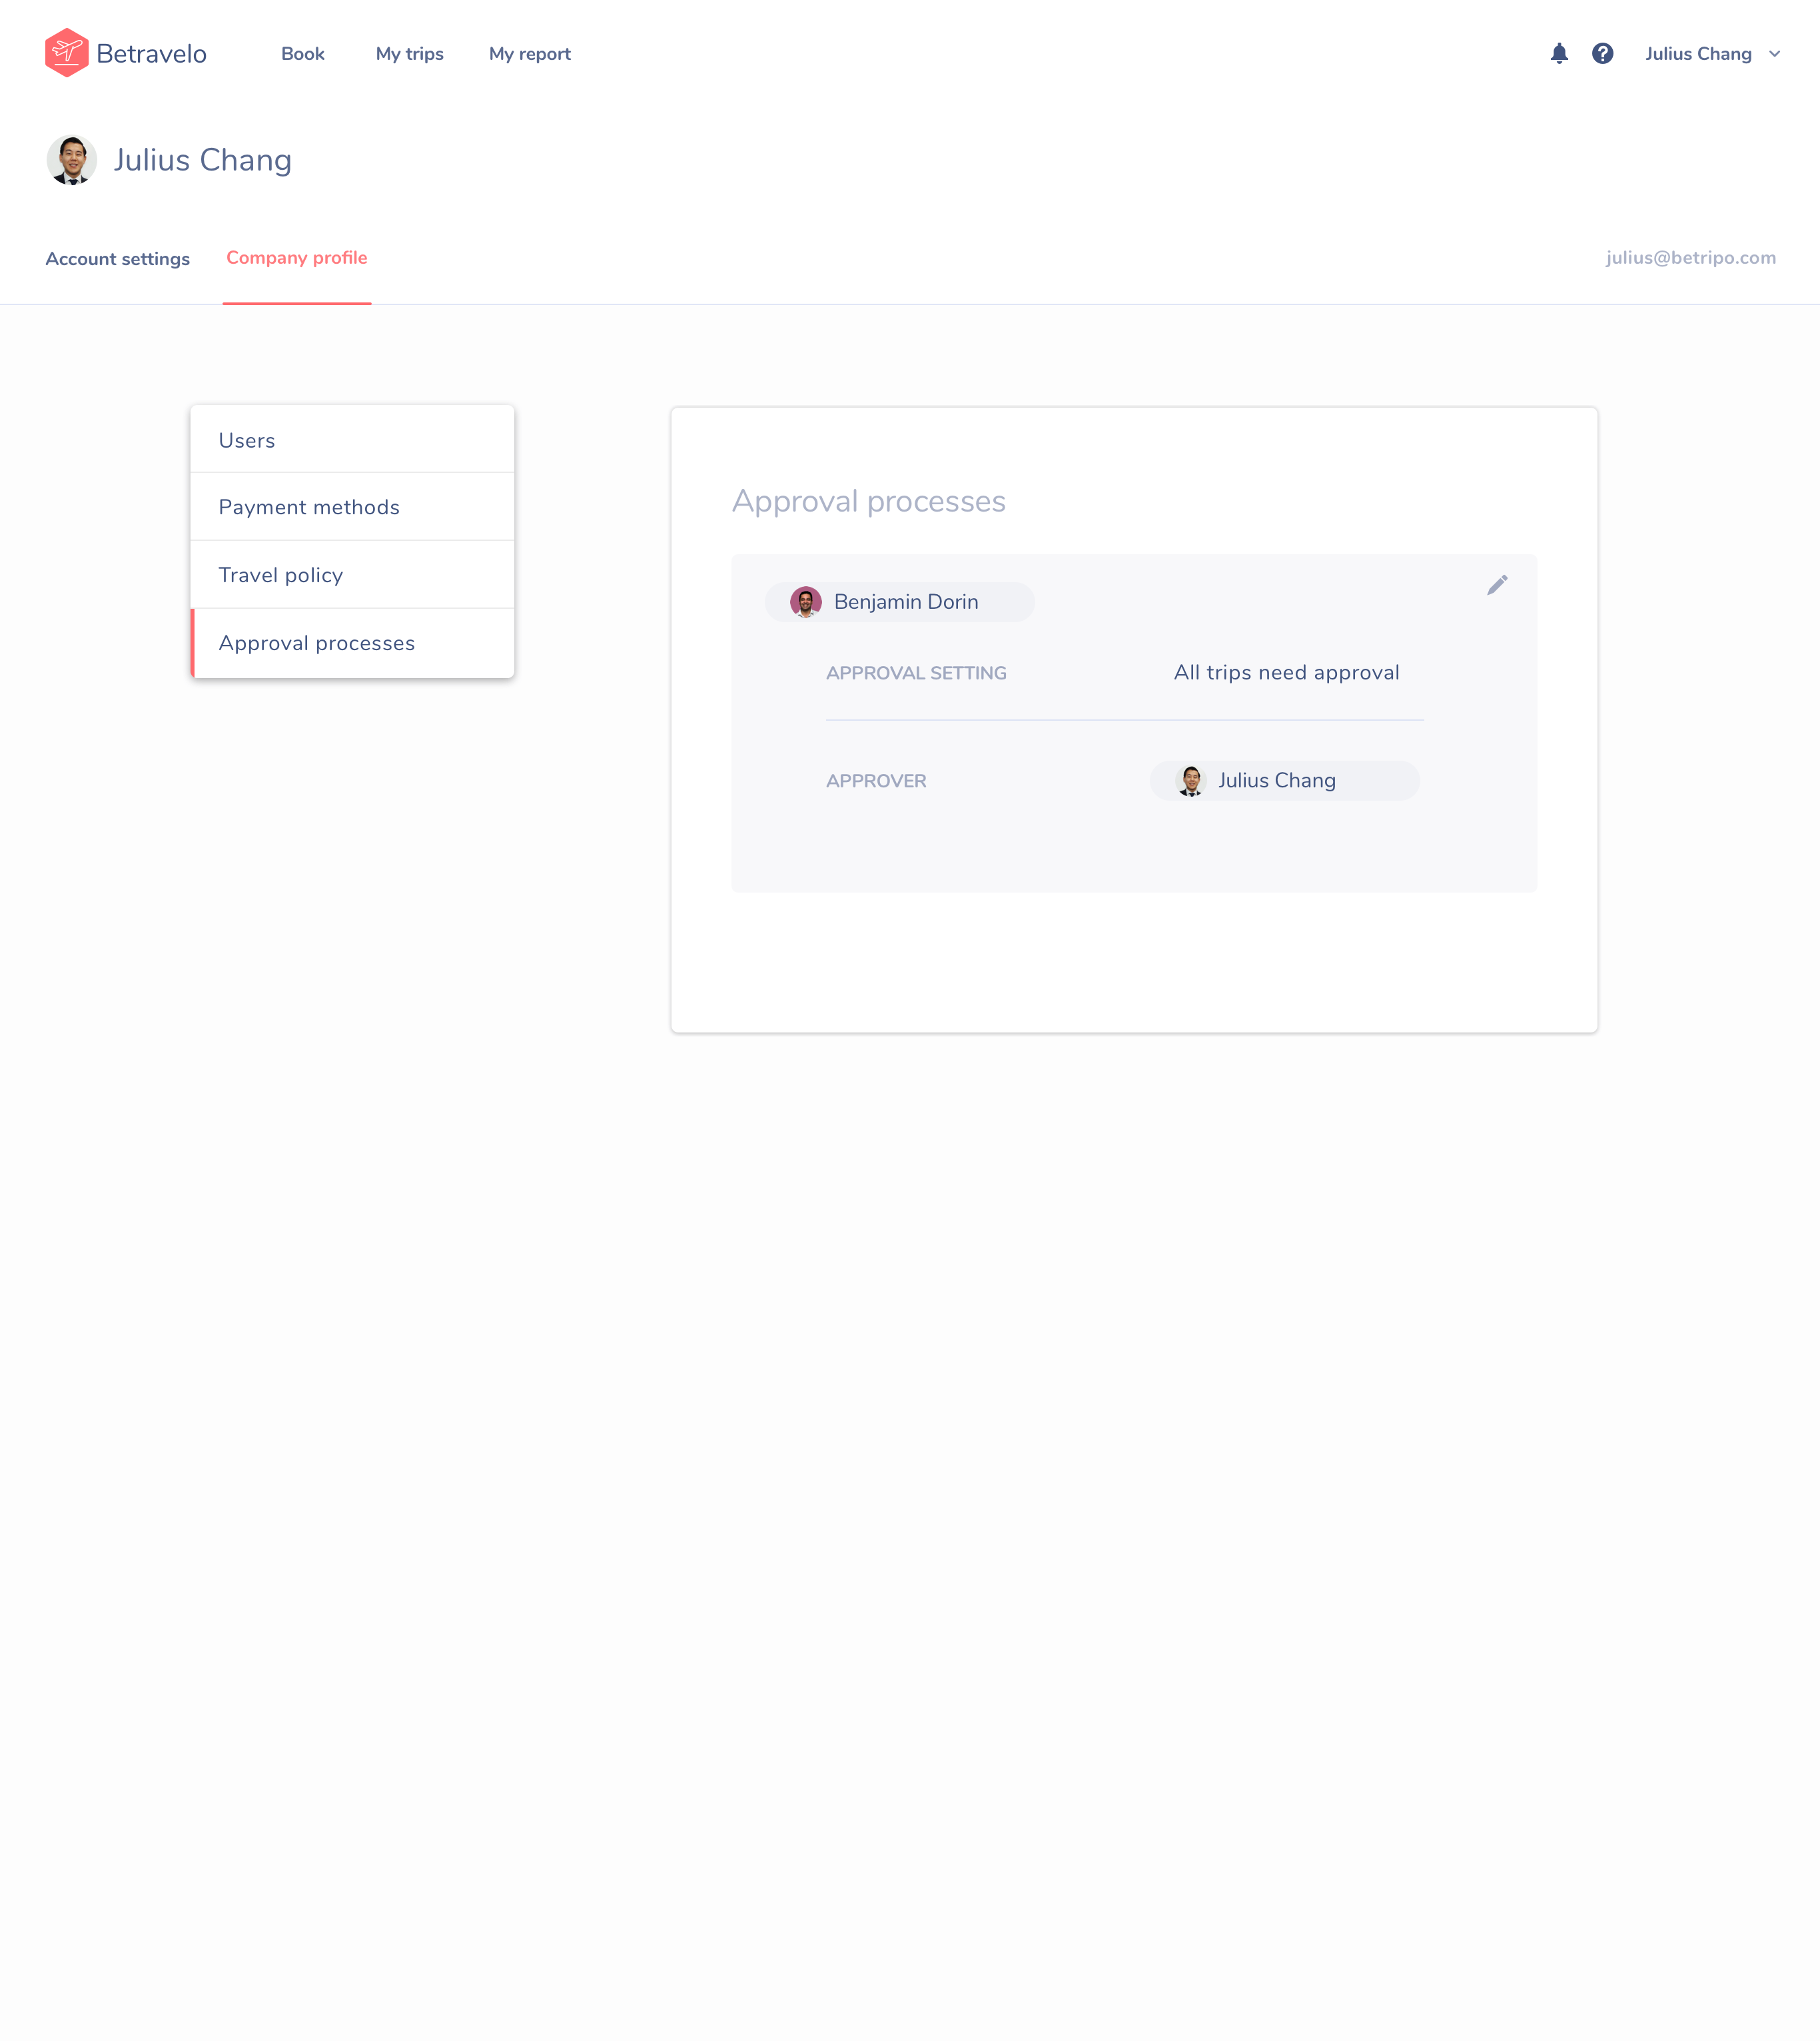 Betravelo
Book
My trips
My report
Julius Chang
Julius Chang
Account settings
Company profile
julius@betripo.com
Users
Payment methods
Travel policy
Approval processes
Approval processes
Benjamin Dorin
APPROVAL SETTING
All trips need approval
APPROVER
Julius Chang